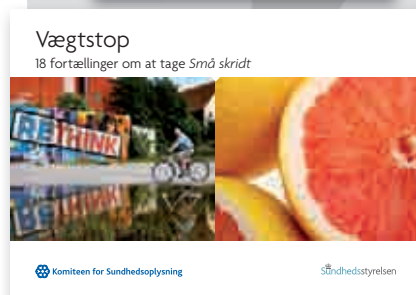 Vægtstop
18 fortællinger om at tage Små skridt
RETHINK
Komiteen for Sundhedsoplysning
Sundhedsstyrelsen